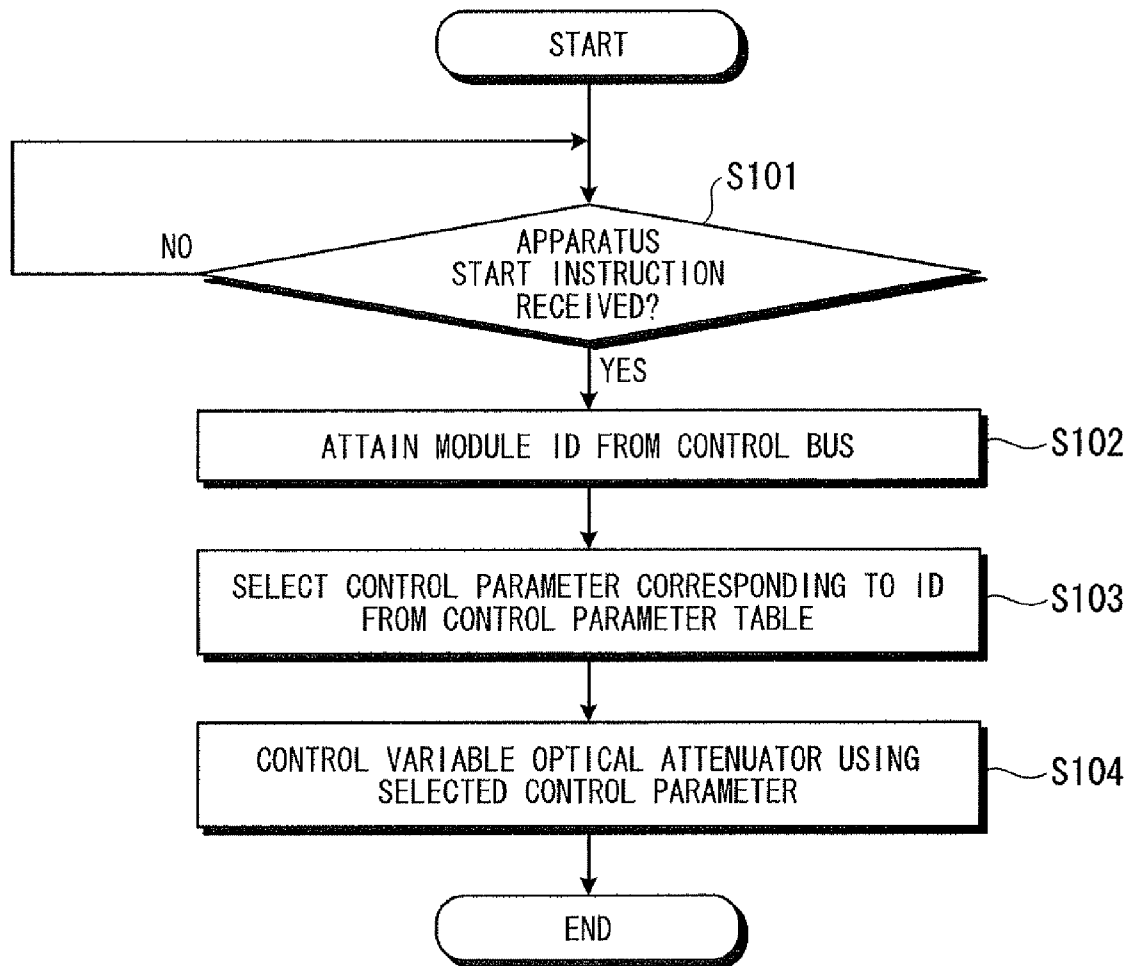 START
S101
APPARATUS
START INSTRUCTION
RECEIVED?
NO
YES
ATTAIN MODULE ID FROM CONTROL BUS
S102
SELECT CONTROL PARAMETER CORRESPONDING TO ID
FROM CONTROL PARAMETER TABLE
S103
CONTROL VARIABLE OPTICAL ATTENUATOR USING
SELECTED CONTROL PARAMETER
S104
END